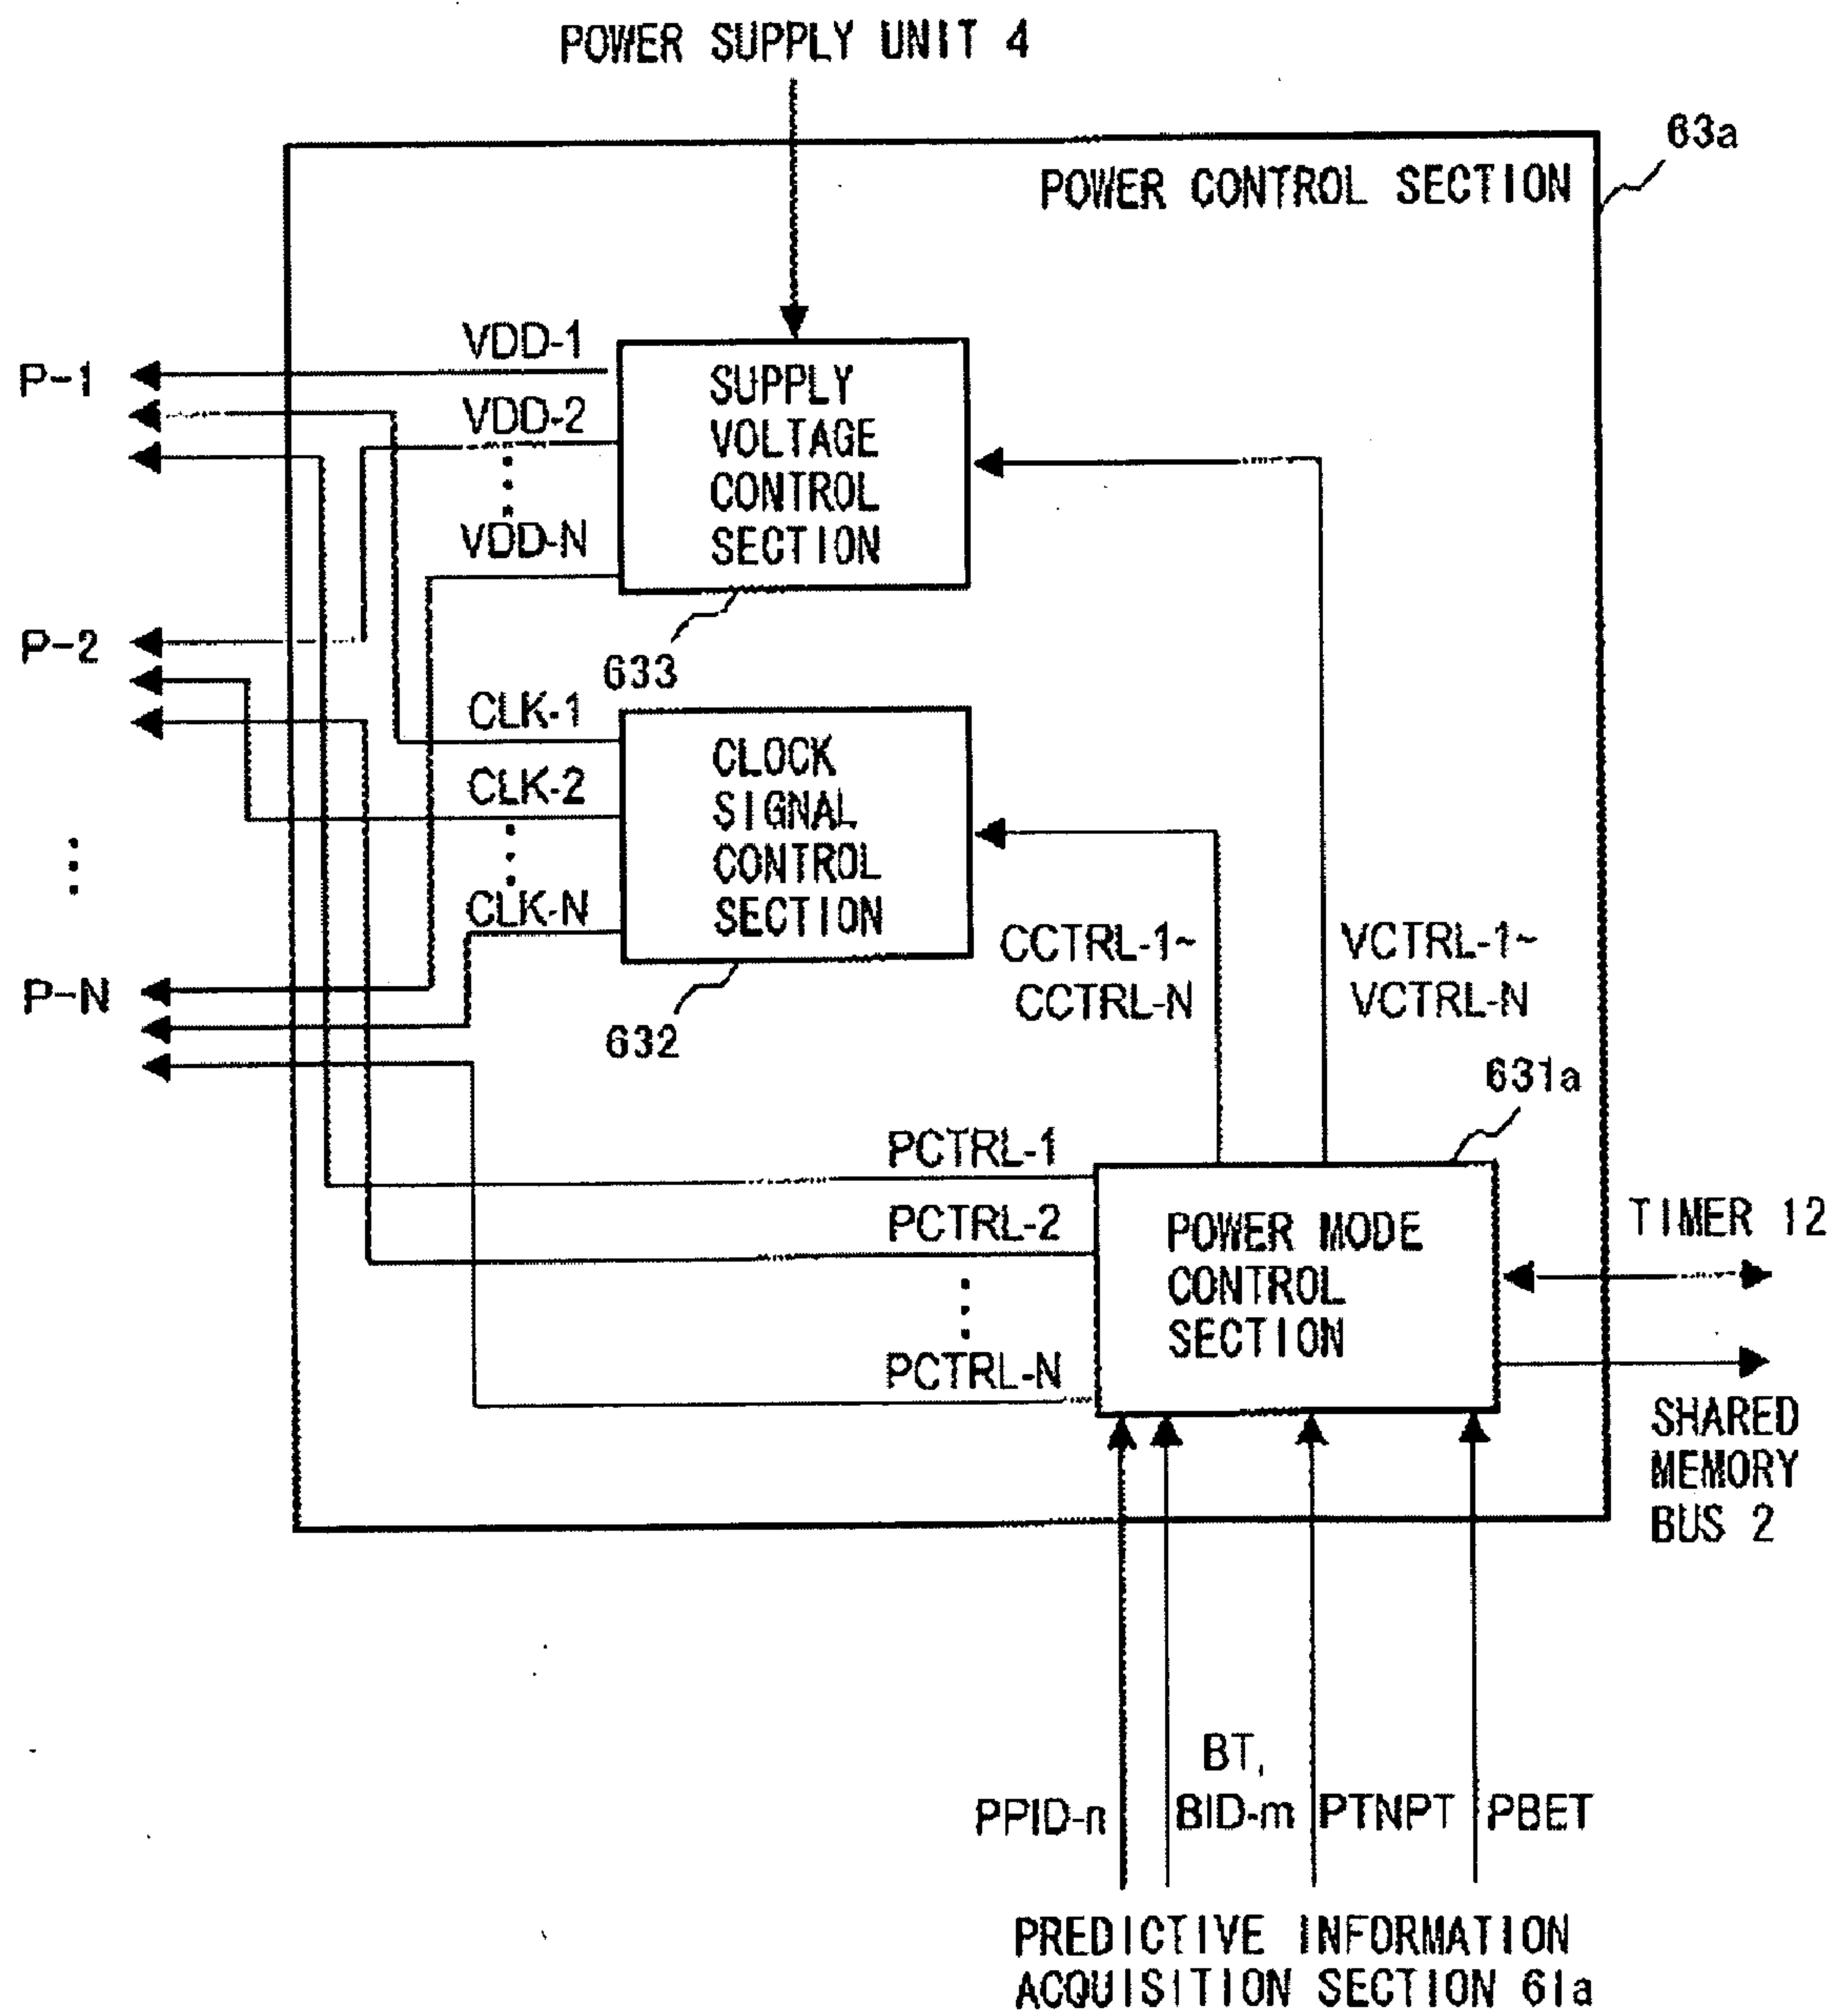 POWER SUPPLY UNIT 4
63a
POWER CONTROL SECTION
VDD-1
P-1
SUPPLY
VOLTAGE
CONTROL
SECTION
VDD-2
VDD-N
P-2
633
CLK-1
CLOCK
SIGNAL
CONTROL
SECTION
CLK-2
CLK-N
P-N
632
CCTRL-1~
CCTRL-N
VCTRL-1~
VCTRL-N
631a
PCTRL-1
PCTRL-2
PCTRL-N
POWER MODE
CONTROL
SECTION
TIMER 12
SHARED
MEMORY
BUS 2
PPID-n
BT,
BID-m
PTNPT
PBET
PREDICTIVE INFORMATION
ACQUISITION SECTION 61a